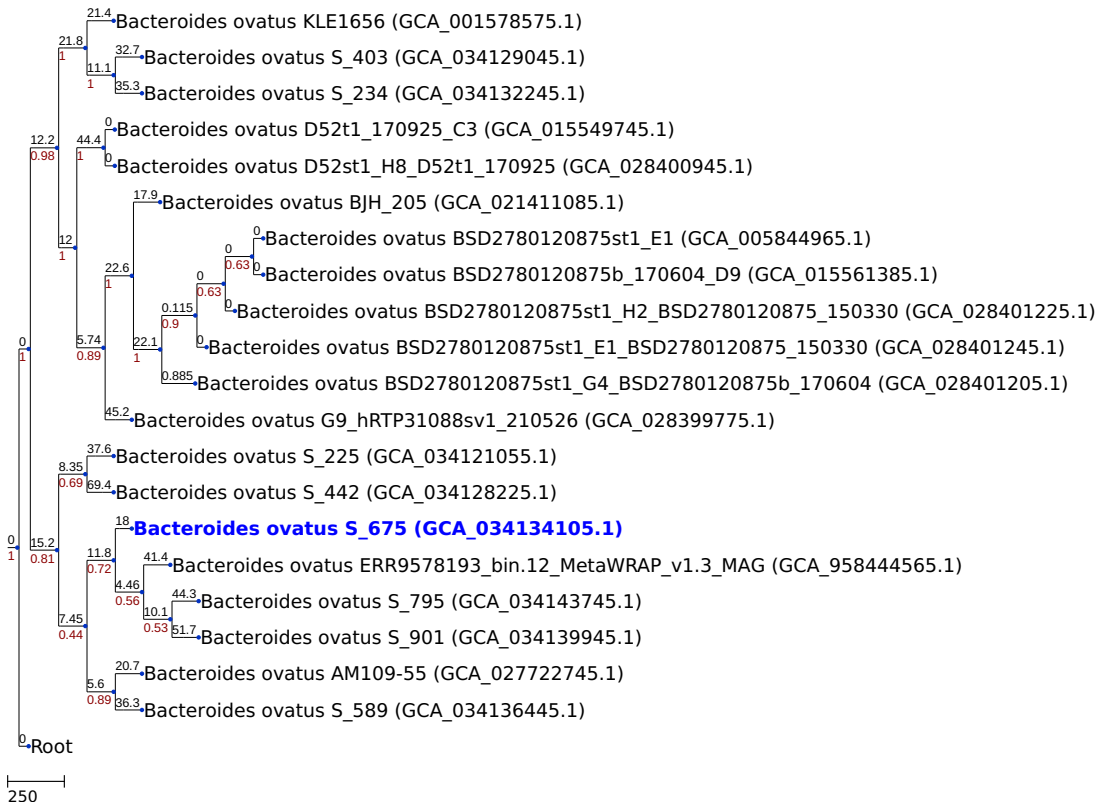 21.4 Bacteroides ovatus KLE1656 (GCA_001578575.1)
21.8
1
32.7 Bacteroides ovatus S_403 (GCA_034129045.1)
11.1
1
35.3 Bacteroides ovatus S_234 (GCA_034132245.1)
0 Bacteroides ovatus D52t1_170925_C3 (GCA_015549745.1)
12.2
0.98
44.4
1
0 Bacteroides ovatus D52st1_H8_D52t1_170925 (GCA_028400945.1)
17.9 Bacteroides ovatus BJH_205 (GCA_021411085.1)
12
1
0 Bacteroides ovatus BSD2780120875st1_E1 (GCA_005844965.1)
0
0.63
0 Bacteroides ovatus BSD2780120875b_170604_D9 (GCA_015561385.1)
22.6
1
0
0.63
0 Bacteroides ovatus BSD2780120875st1_H2_BSD2780120875_150330 (GCA_028401225.1)
0.115
0.9
0 Bacteroides ovatus BSD2780120875st1_E1_BSD2780120875_150330 (GCA_028401245.1)
0
1
5.74
0.89
22.1
1
0.885 Bacteroides ovatus BSD2780120875st1_G4_BSD2780120875b_170604 (GCA_028401205.1)
45.2 Bacteroides ovatus G9_hRTP31088sv1_210526 (GCA_028399775.1)
37.6 Bacteroides ovatus S_225 (GCA_034121055.1)
8.35
0.69
69.4 Bacteroides ovatus S_442 (GCA_034128225.1)
18 Bacteroides ovatus S_675 (GCA_034134105.1)
0
1
15.2
0.81
11.8
0.72
41.4 Bacteroides ovatus ERR9578193_bin.12_MetaWRAP_v1.3_MAG (GCA_958444565.1)
4.46
0.56
44.3 Bacteroides ovatus S_795 (GCA_034143745.1)
7.45
0.44
10.1
0.53
51.7 Bacteroides ovatus S_901 (GCA_034139945.1)
20.7 Bacteroides ovatus AM109-55 (GCA_027722745.1)
5.6
0.89
36.3 Bacteroides ovatus S_589 (GCA_034136445.1)
0 Root
250